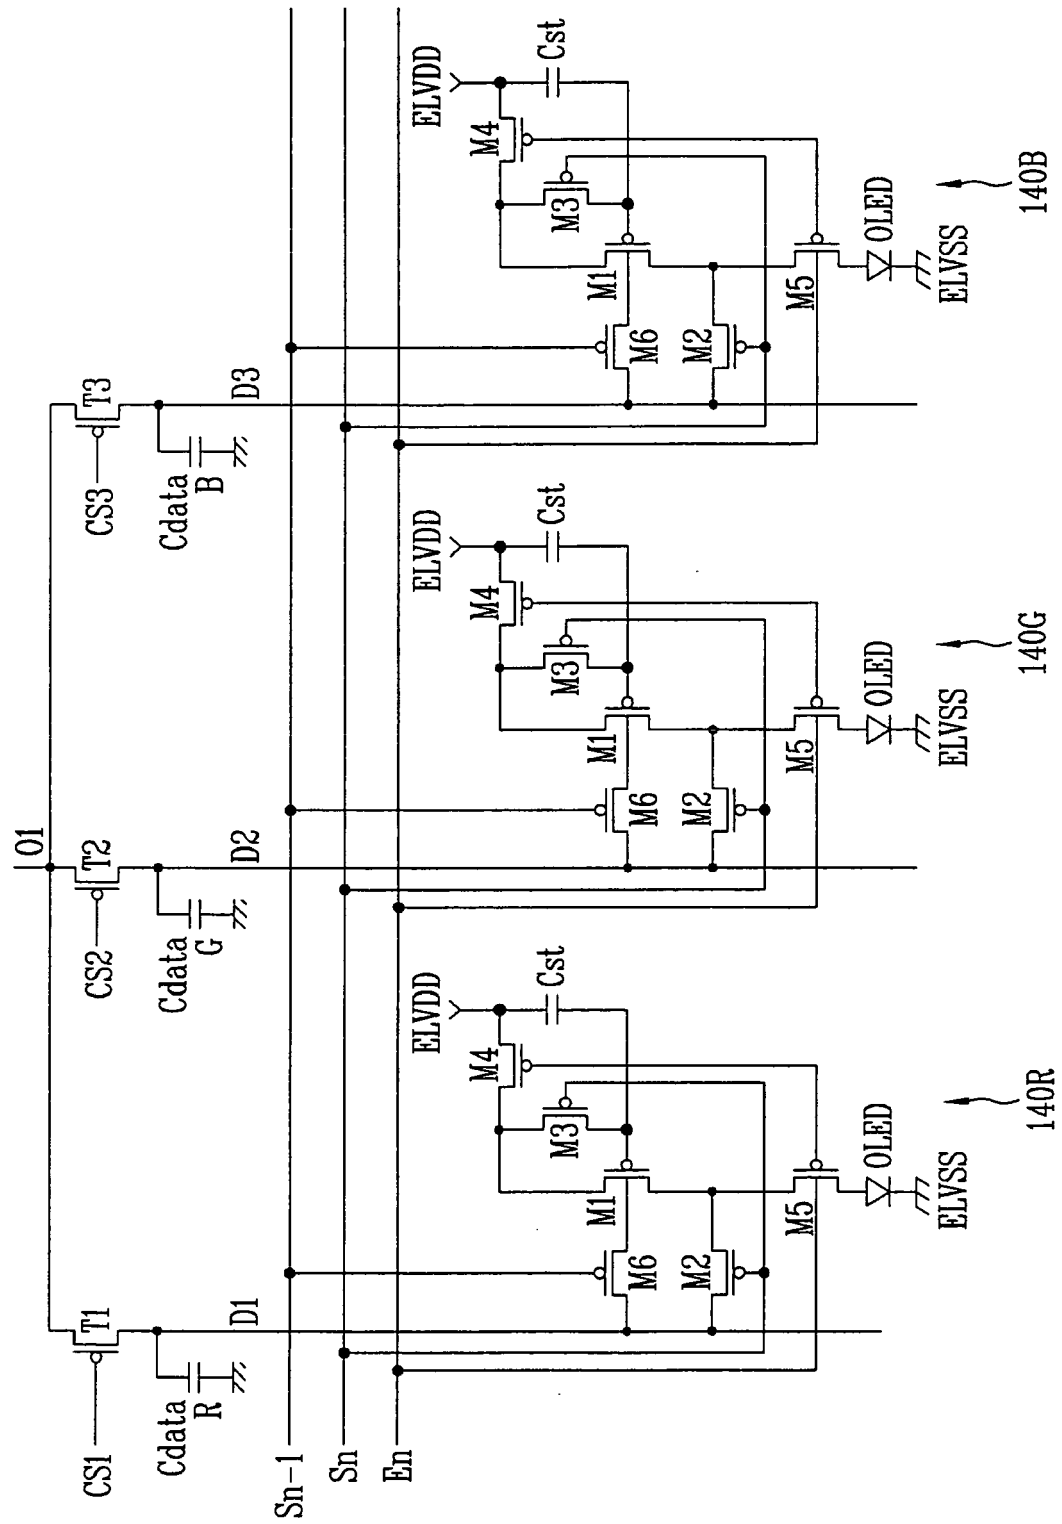 O1
CS1
T1
CS2
T2
CS3
T3
Cdata
R
D1
Cdata
G
D2
Cdata
B
D3
Sn-1
Sn
En
ELVDD
M4
Cst
M3
M1
M6
M2
M5
OLED
ELVSS
140R
ELVDD
M4
Cst
M3
M1
M6
M2
M5
OLED
ELVSS
140G
ELVDD
M4
Cst
M3
M1
M6
M2
M5
OLED
ELVSS
140B